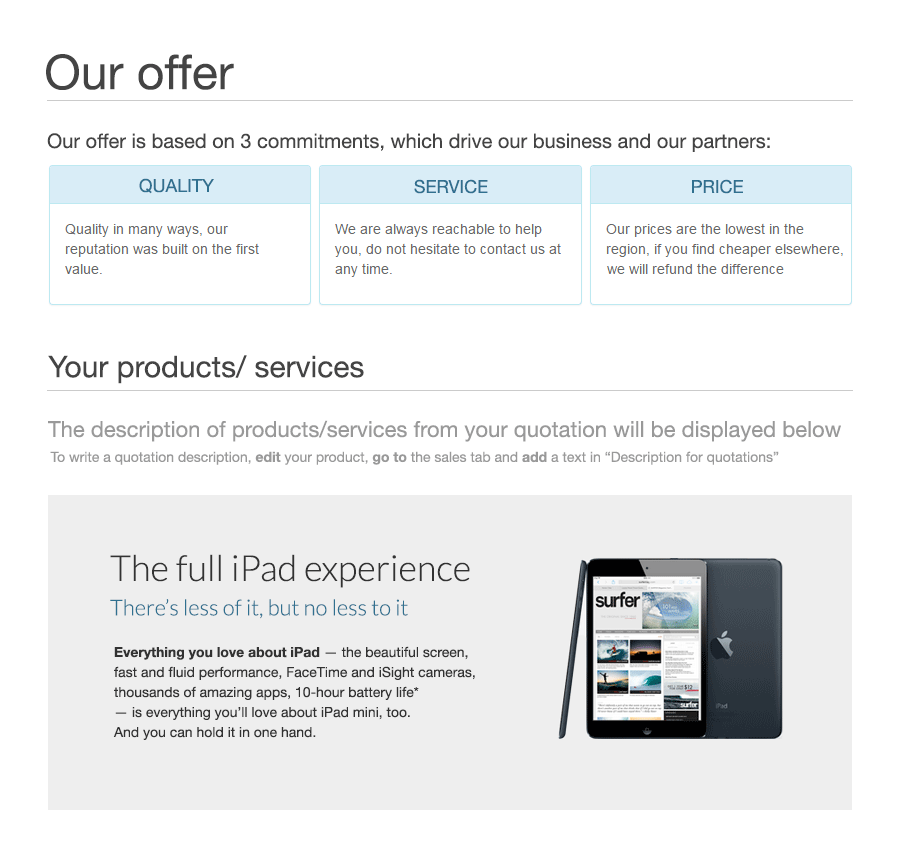 Our offer
Our offer is based on 3 commitments, which drive our business and our partners:
QUALITY
Quality in many ways, our
reputation was built on the first
value.
SERVICE
We are always reachable to help
you, do not hesitate to contact us at
any time.
PRICE
Our prices are the lowest in the
region, if you find cheaper elsewhere,
we will refund the difference
Your products/ services
The description of products/services from your quotation will be displayed below
To write a quotation description, edit your product, go to the sales tab and add a text in “Description for quotations”
The full iPad experience
There’s less of it, but no less to it
Everything you love about iPad — the beautiful screen,
fast and fluid performance, FaceTime and iSight cameras,
thousands of amazing apps, 10-hour battery life*
— is everything you’ll love about iPad mini, too.
And you can hold it in one hand.
surfer
iPad
surfer